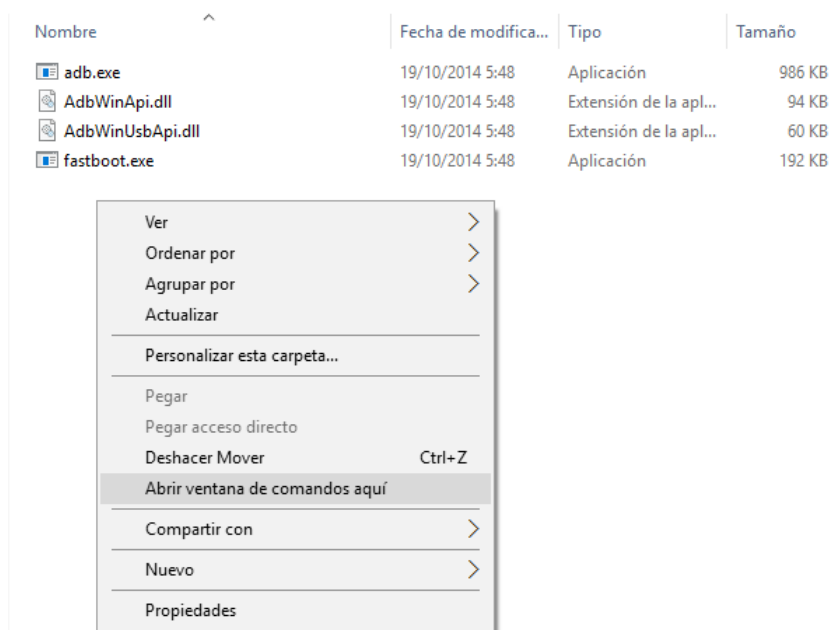 Nombre Fecha de modifica... Tipo Tamaño
adb.exe 19/10/2014 5:48 Aplicación 986 KB
AdbWinApi.dll 19/10/2014 5:48 Extensión de la apl... 94 KB
AdbWinUsbApi.dll 19/10/2014 5:48 Extensión de la apl... 60 KB
fastboot.exe 19/10/2014 5:48 Aplicación 192 KB
Ver
Ordenar por
Agrupar por
Actualizar
Personalizar esta carpeta...
Pegar
Pegar acceso directo
Deshacer Mover Ctrl+Z
Abrir ventana de comandos aquí
Compartir con
Nuevo
Propiedades